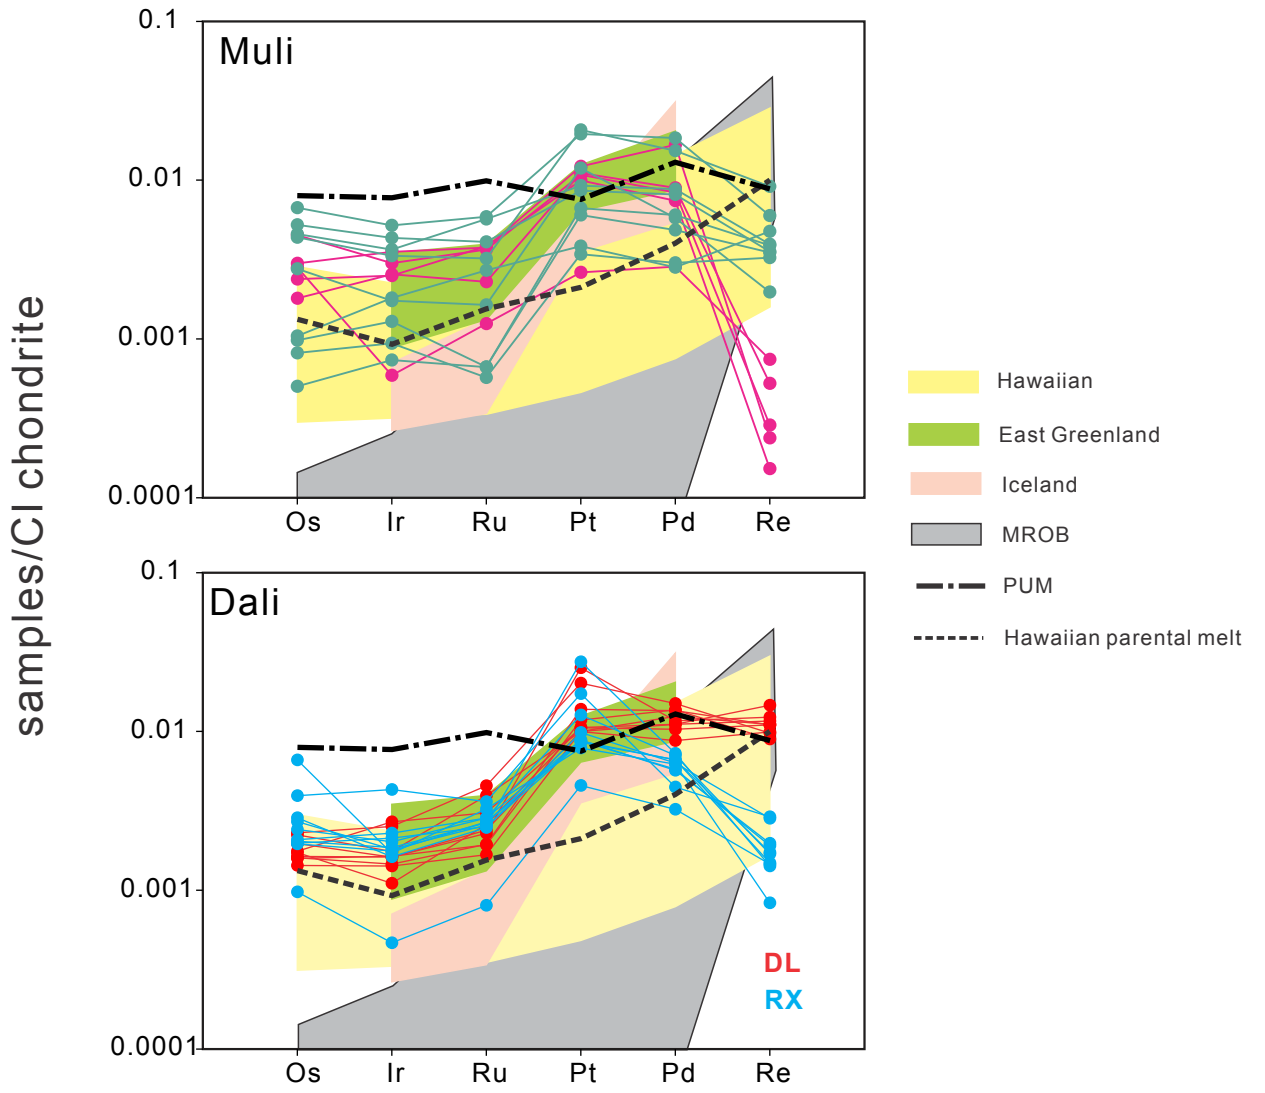 samples/CI chondrite
0.1
Muli
0.01
0.001
0.0001
Os Ir Ru Pt Pd Re
0.1
Dali
0.01
0.001
0.0001
DL
RX
Os Ir Ru Pt Pd Re
Hawaiian
East Greenland
Iceland
MROB
PUM
Hawaiian parental melt